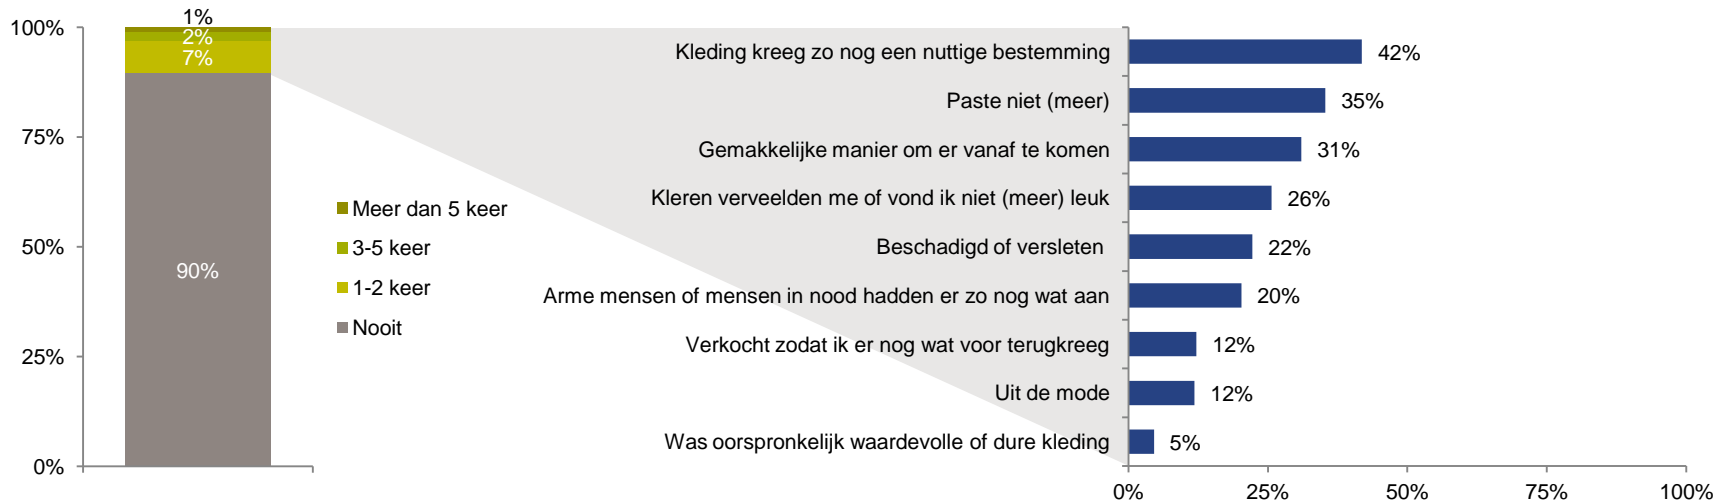 1%
100%
2%
7%
75%
50%
90%
25%
0%
Meer dan 5 keer
3-5 keer
1-2 keer
Nooit
Kleding kreeg zo nog een nuttige bestemming 42%
Paste niet (meer) 35%
Gemakkelijke manier om er vanaf te komen 31%
Kleren verveelden me of vond ik niet (meer) leuk 26%
Beschadigd of versleten 22%
Arme mensen of mensen in nood hadden er zo nog wat aan 20%
Verkocht zodat ik er nog wat voor terugkreeg 12%
Uit de mode 12%
Was oorspronkelijk waardevolle of dure kleding 5%
0% 25% 50% 75% 100%